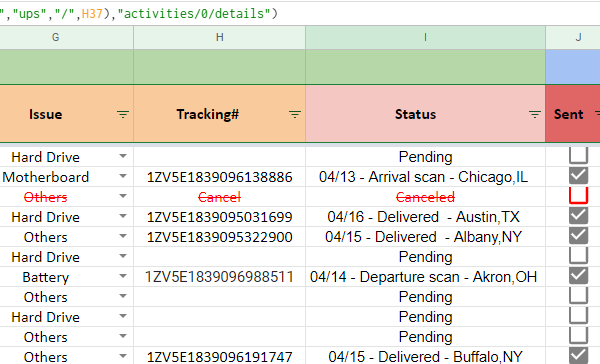 ","ups","/",H37),"activities/0/details")
G H I J
Issue Tracking# Status Sent
Hard Drive Pending
Motherboard 1ZV5E1839096138886 04/13 - Arrival scan - Chicago,IL
Others Cancel Canceled
Hard Drive 1ZV5E1839095031699 04/16 - Delivered - Austin,TX
Others 1ZV5E1839095322900 04/15 - Delivered - Albany,NY
Hard Drive Pending
Battery 1ZV5E1839096988511 04/14 - Departure scan - Akron,OH
Others Pending
Hard Drive Pending
Others Pending
Others 1ZV5E1839096191747 04/15 - Delivered - Buffalo,NY